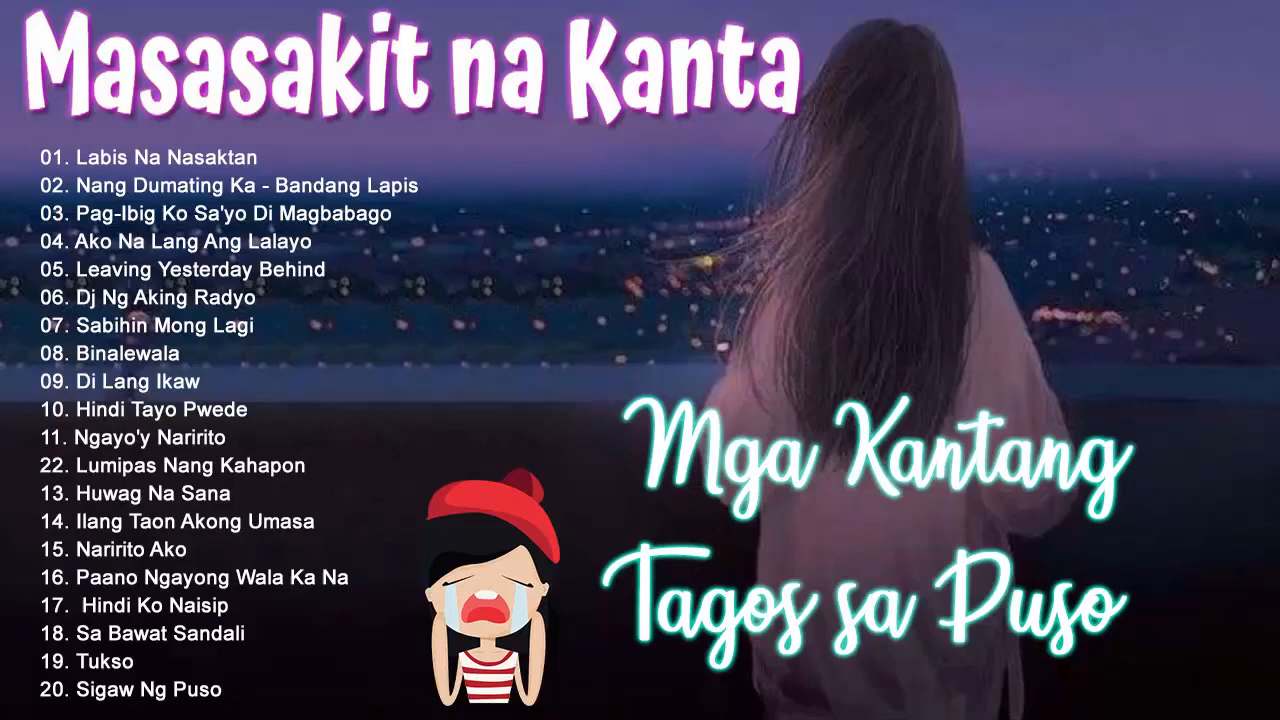 Masasakit na Kanta
01. Labis Na Nasaktan
02. Nang Dumating Ka - Bandang Lapis
03. Pag-Ibig Ko Sa'yo Di Magbabago
04. Ako Na Lang Ang Lalayo
05. Leaving Yesterday Behind
06. Dj Ng Aking Radyo
07. Sabihin Mong Lagi
08. Binalewala
09. Di Lang Ikaw
10. Hindi Tayo Pwede
11. Ngayo'y Naririto
22. Lumipas Nang Kahapon
13. Huwag Na Sana
14. Ilang Taon Akong Umasa
15. Naririto Ako
16. Paano Ngayong Wala Ka Na
17. Hindi Ko Naisip
18. Sa Bawat Sandali
19. Tukso
20. Sigaw Ng Puso
Mga Kantang
Tagos sa Puso